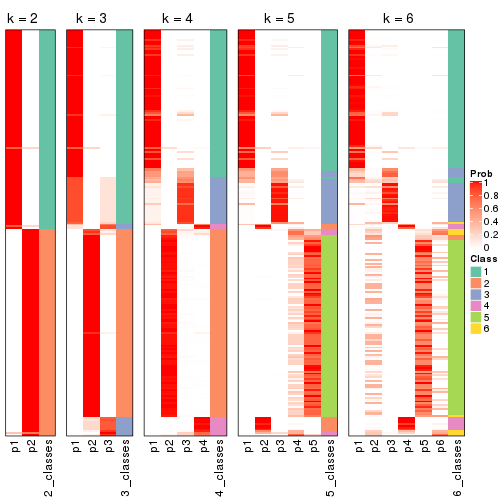 k = 2
k = 3
k = 4
k = 5
k = 6
Prob
1
0.8
0.6
0.4
0.2
0
Class
1
2
3
4
5
6
p1 p2 2_classes
p1 p2 p3 3_classes
p1 p2 p3 p4 4_classes
p1 p2 p3 p4 p5 5_classes
p1 p2 p3 p4 p5 p6 6_classes